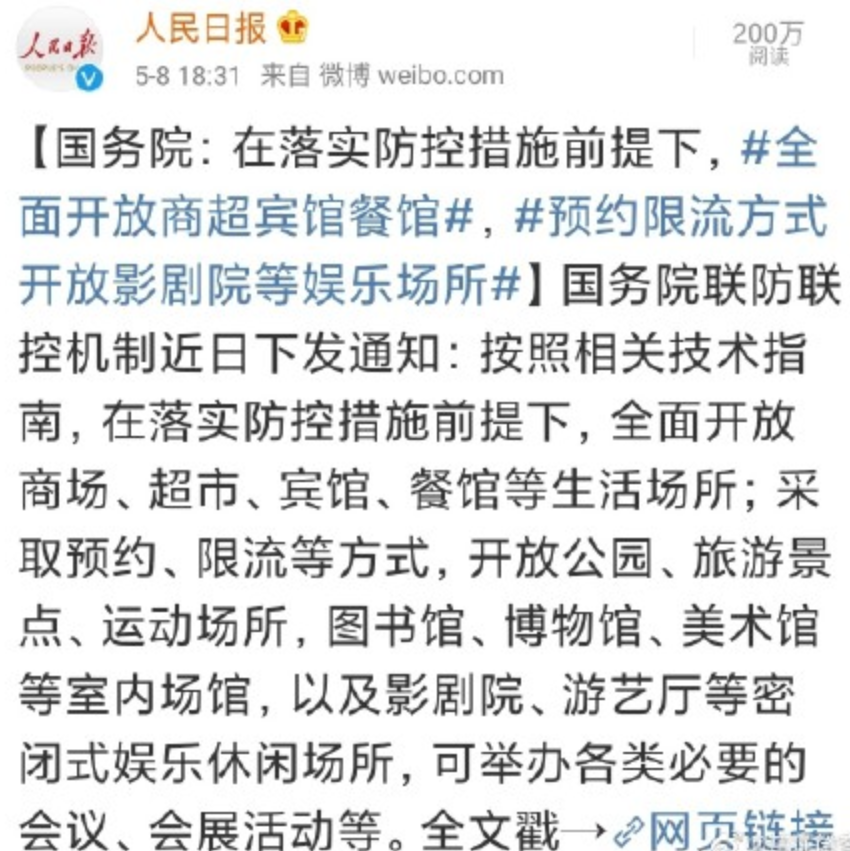 人民日报
人民日报
200万
阅读
5-8 18:31 来自 微博 weibo.com
【国务院：在落实防控措施前提下，#全
面开放商超宾馆餐馆#，#预约限流方式
开放影剧院等娱乐场所#】国务院联防联
控机制近日下发通知：按照相关技术指
南，在落实防控措施前提下，全面开放
商场、超市、宾馆、餐馆等生活场所；采
取预约、限流等方式，开放公园、旅游景
点、运动场所，图书馆、博物馆、美术馆
等室内场馆，以及影剧院、游艺厅等密
闭式娱乐休闲场所，可举办各类必要的
会议、会展活动等。全文戳→网页链接